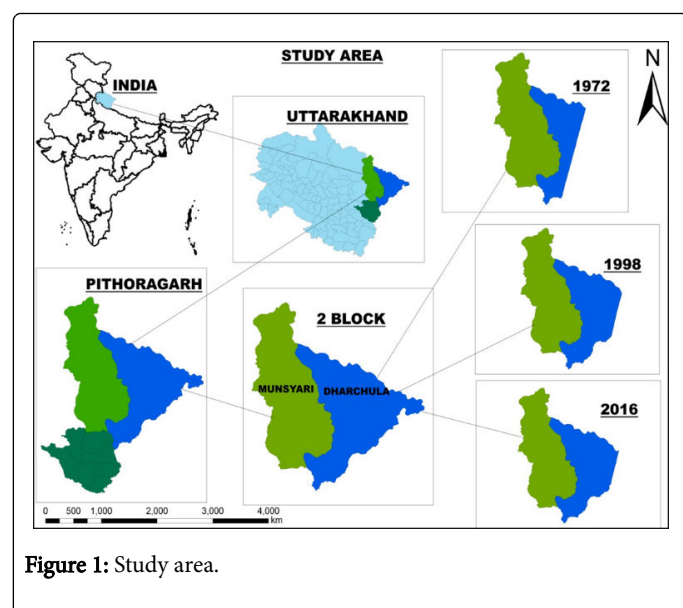 STUDY AREA
N
INDIA
1972
UTTARAKHAND
1998
PITHORAGARH
2 BLOCK
MUNSYARI
DHARCHULA
2016
0 500 1,000 2,000 3,000 4,000
km
Figure 1: Study area.